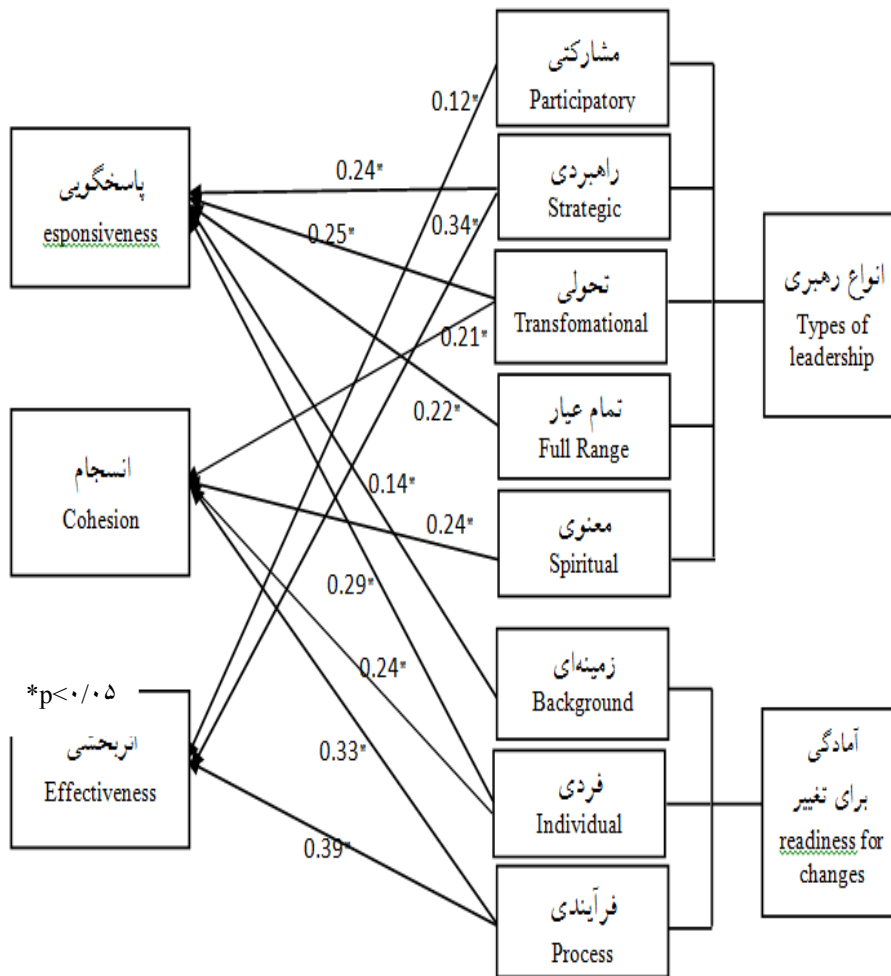 مشارکتی
Participatory
0.12*
راهبردی
Strategic
0.24*
پاسخگویی
esponsiveness
0.34*
0.25*
تحولی
Transfomational
انواع رهبری
Types of
leadership
0.21*
تمام عیار
Full Range
0.22*
انسجام
Cohesion
0.14*
معنوی
Spiritual
0.24*
0.29*
زمینه‌ای
Background
0.24*
*p<۰/۰۵
اثربخشی
Effectiveness
0.33*
فردی
Individual
آمادگی
برای تغییر
readiness for
changes
0.39*
فرآیندی
Process